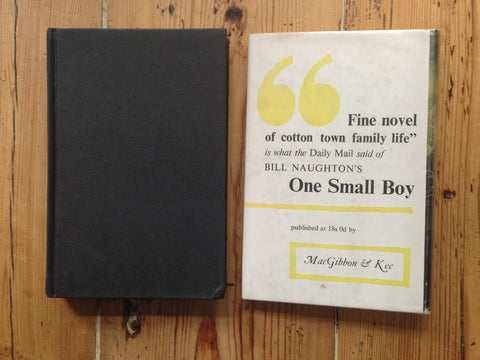 “
Fine novel
of cotton town family life”
is what the Daily Mail said of
BILL NAUGHTON'S
One Small Boy
published at 18s 0d by
MacGibbon & Kee